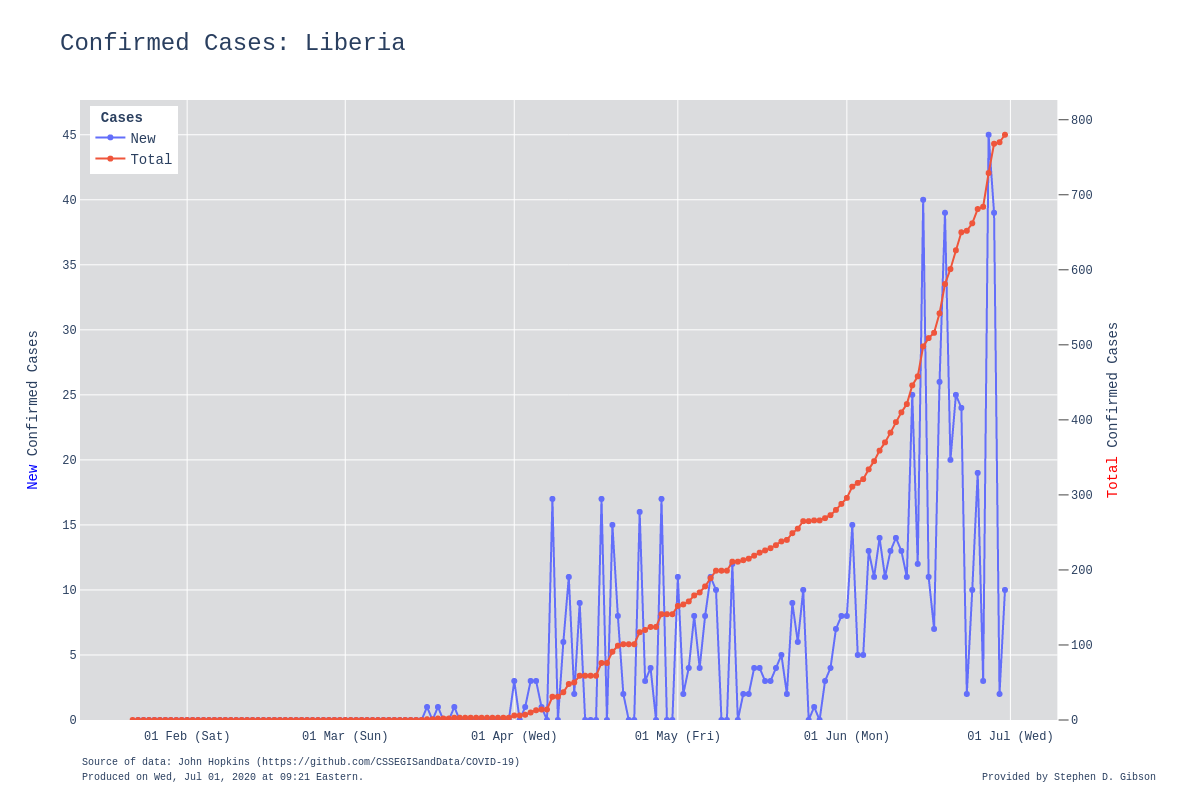 Confirmed Cases: Liberia
Cases
New
Total
45
40
35
30
25
20
15
10
5
0
800
700
600
500
400
300
200
100
0
New Confirmed Cases
Total Confirmed Cases
01 Feb (Sat)
01 Mar (Sun)
01 Apr (Wed)
01 May (Fri)
01 Jun (Mon)
01 Jul (Wed)
Source of data: John Hopkins (https://github.com/CSSEGISandData/COVID-19)
Produced on Wed, Jul 01, 2020 at 09:21 Eastern.
Provided by Stephen D. Gibson